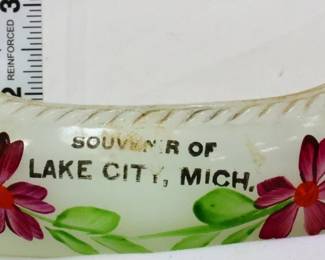 REINFORCED
2
3
SOUVENIR OF
LAKE CITY, MICH.